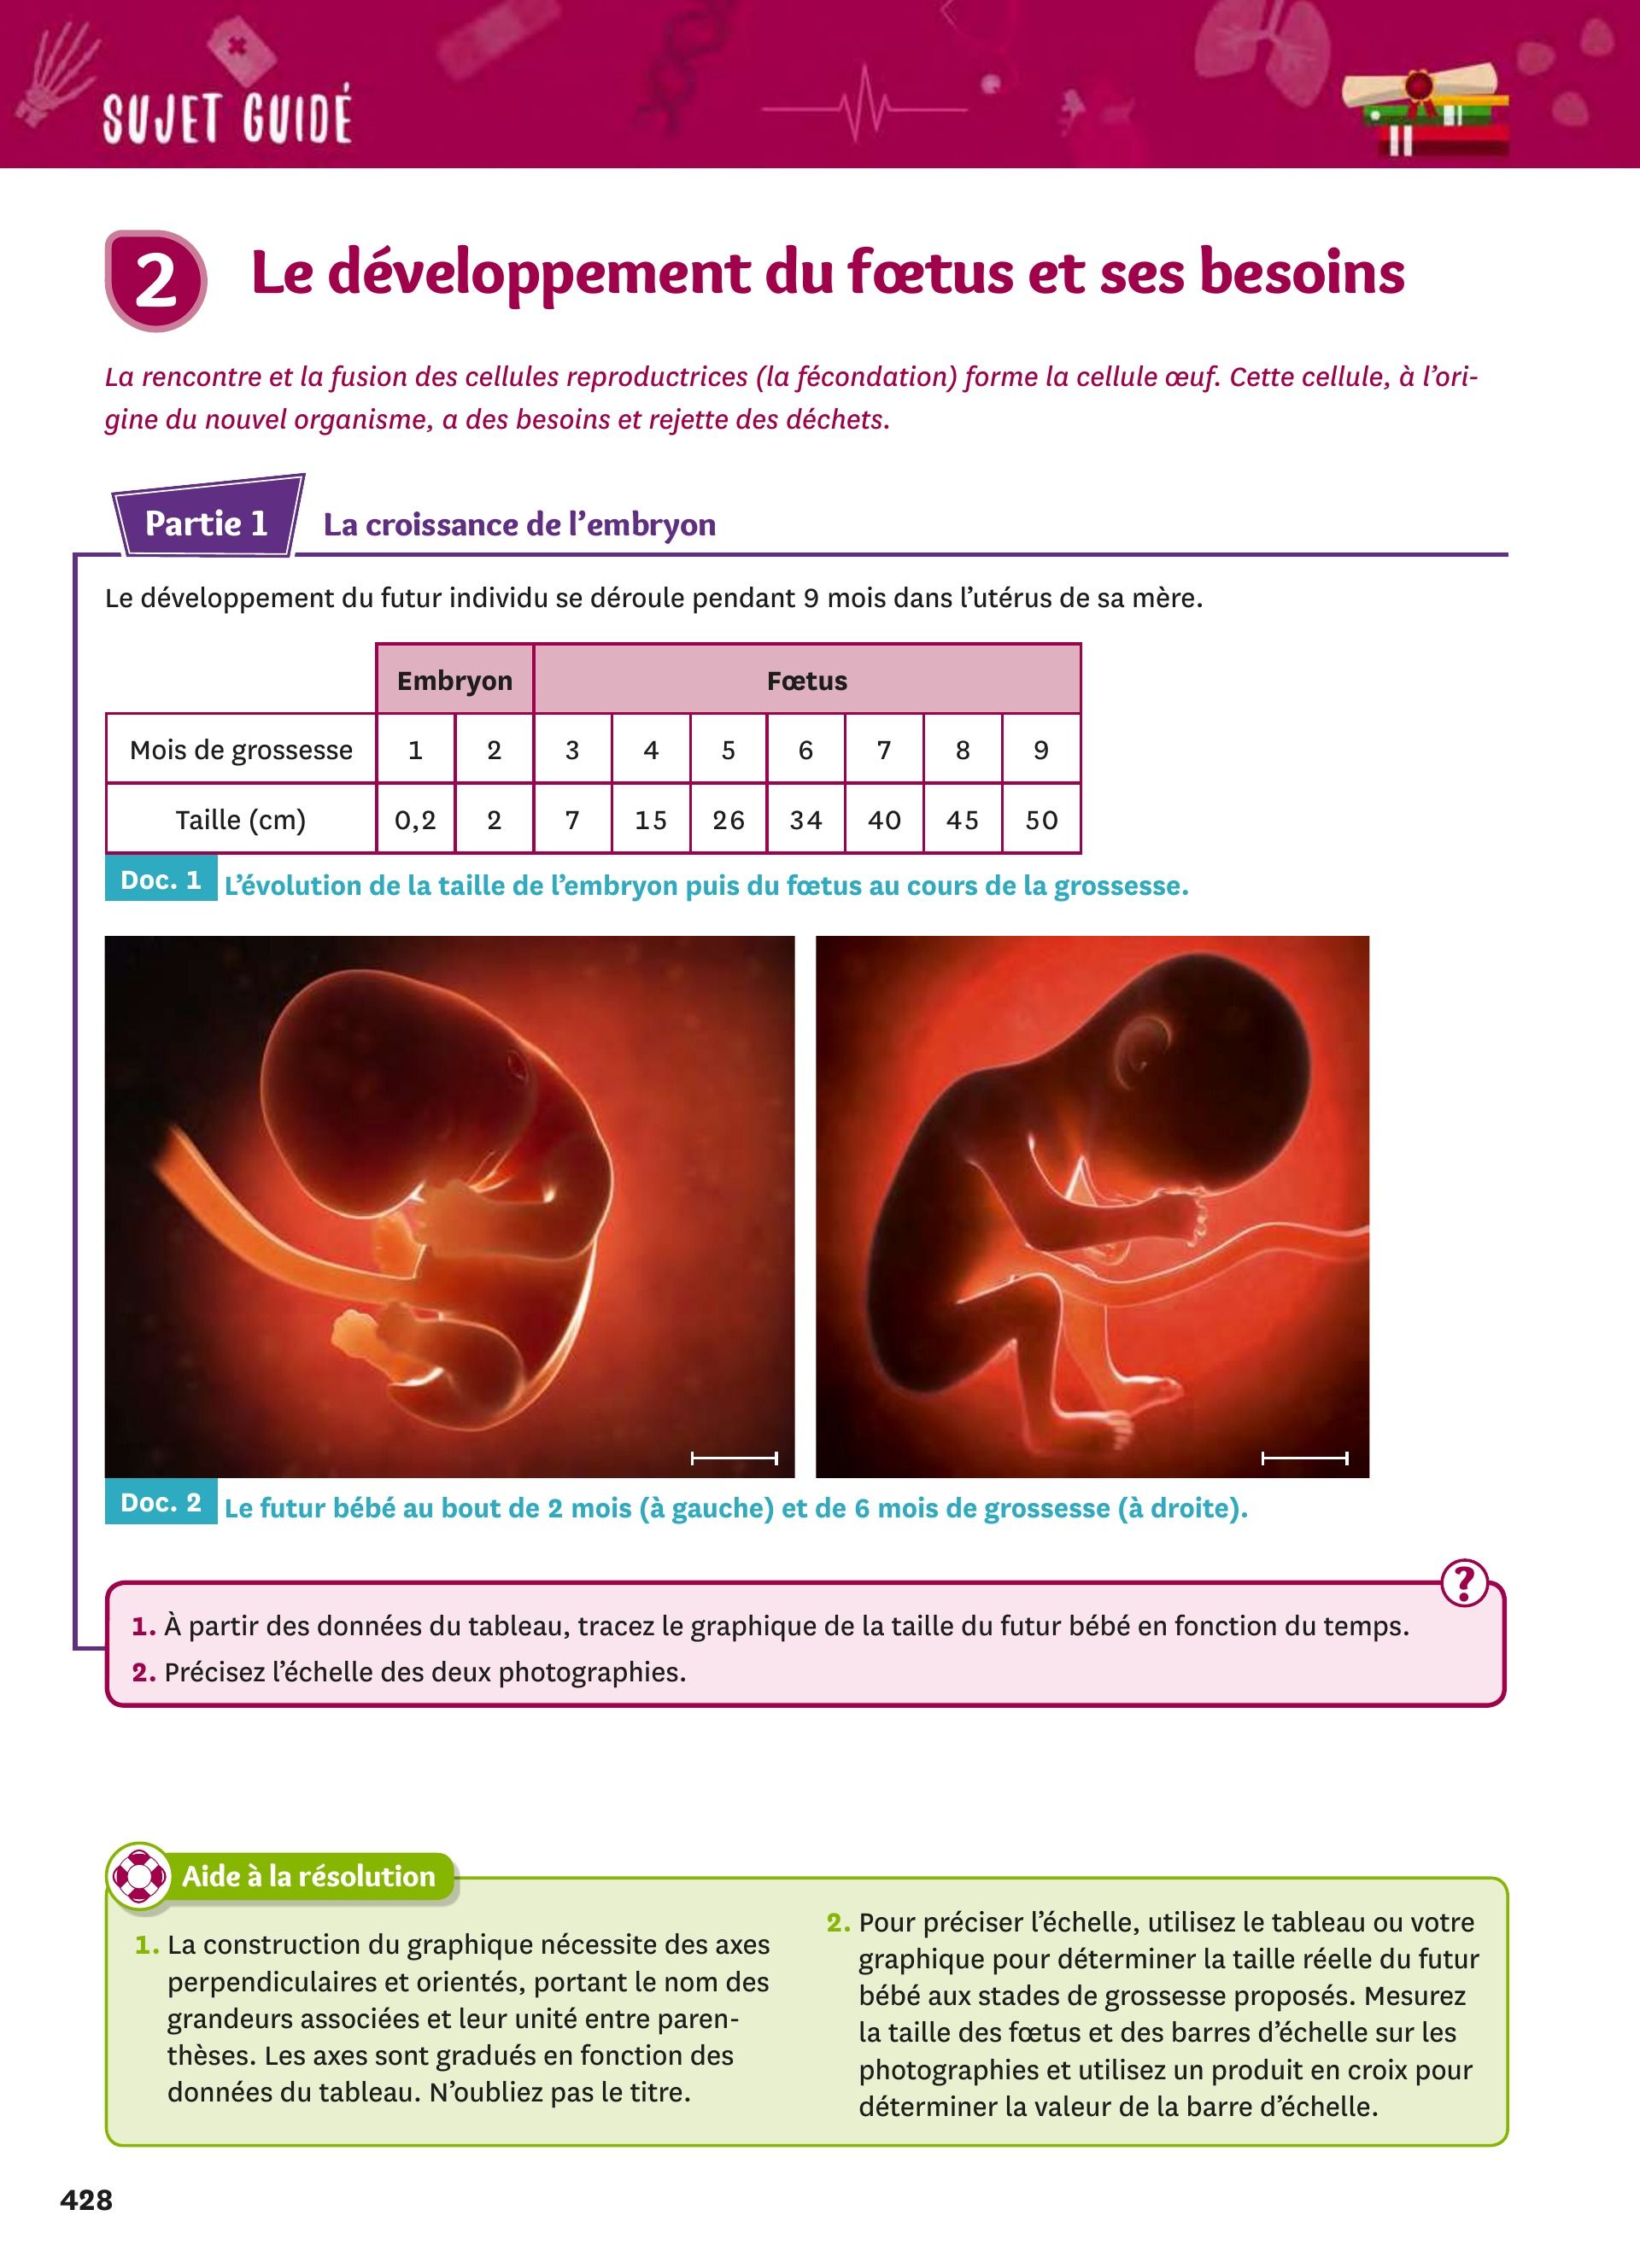 SUJET GUIDÉ
2 Le développement du fœtus et ses besoins
La rencontre et la fusion des cellules reproductrices (la fécondation) forme la cellule œuf. Cette cellule, à l'ori-
gine du nouvel organisme, a des besoins et rejette des déchets.
Partie 1 La croissance de l'embryon
Le développement du futur individu se déroule pendant 9 mois dans l'utérus de sa mère.
Embryon Fœtus
Mois de grossesse 1 2 3 4 5 6 7 8 9
Taille (cm) 0,2 2 7 15 26 34 40 45 50
Doc. 1 L'évolution de la taille de l'embryon puis du fœtus au cours de la grossesse.
Doc. 2 Le futur bébé au bout de 2 mois (à gauche) et de 6 mois de grossesse (à droite).
?
1. À partir des données du tableau, tracez le graphique de la taille du futur bébé en fonction du temps.
2. Précisez l'échelle des deux photographies.
Aide à la résolution
1. La construction du graphique nécessite des axes
perpendiculaires et orientés, portant le nom des
grandeurs associées et leur unité entre paren-
thèses. Les axes sont gradués en fonction des
données du tableau. N'oubliez pas le titre.
2. Pour préciser l'échelle, utilisez le tableau ou votre
graphique pour déterminer la taille réelle du futur
bébé aux stades de grossesse proposés. Mesurez
la taille des fœtus et des barres d'échelle sur les
photographies et utilisez un produit en croix pour
déterminer la valeur de la barre d'échelle.
428